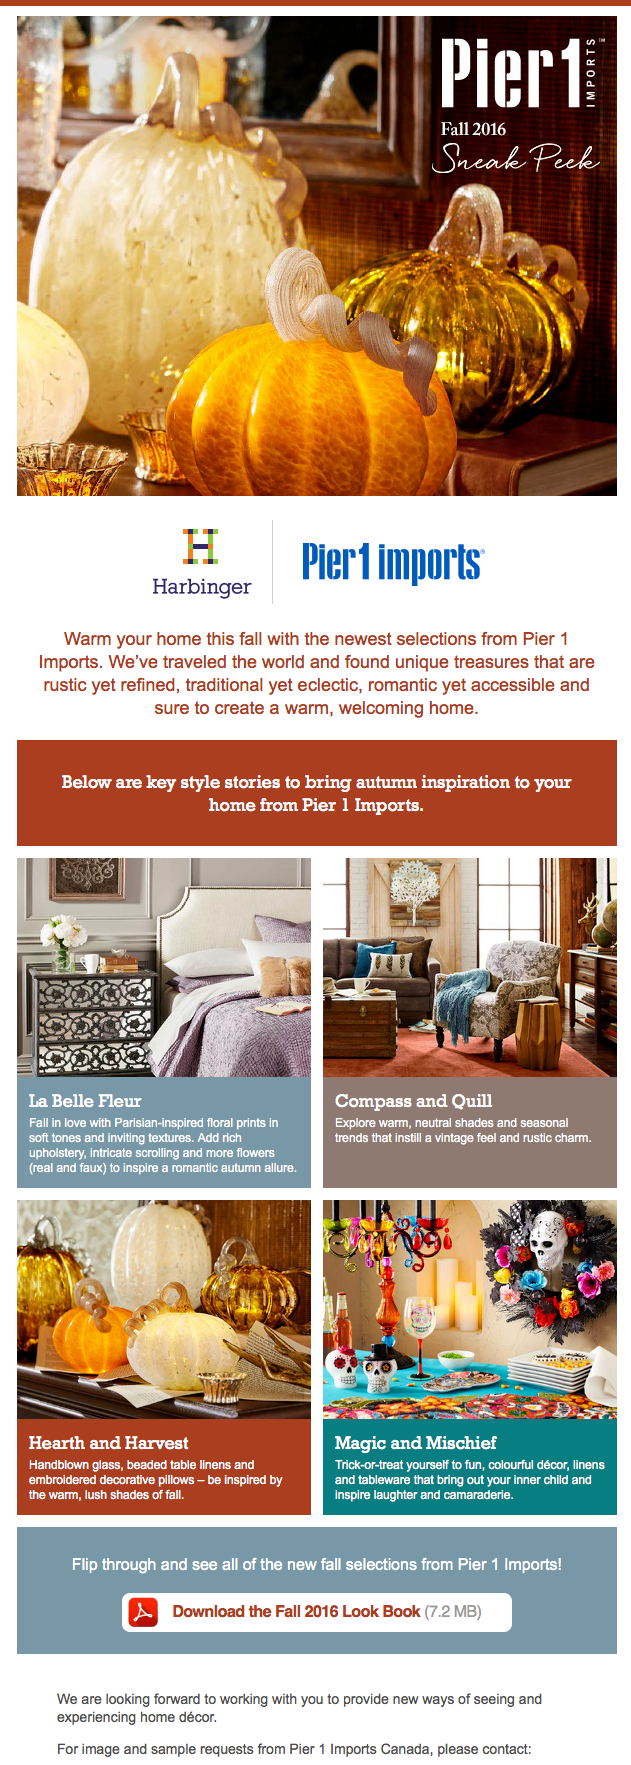 Pier1
IMPORTS™
Fall 2016
Sneak Peek
Harbinger
Pier1 imports®
Warm your home this fall with the newest selections from Pier 1
Imports. We've traveled the world and found unique treasures that are
rustic yet refined, traditional yet eclectic, romantic yet accessible and
sure to create a warm, welcoming home.
Below are key style stories to bring autumn inspiration to your
home from Pier 1 Imports.
La Belle Fleur
Fall in love with Parisian-inspired floral prints in
soft tones and inviting textures. Add rich
upholstery, intricate scrolling and more flowers
(real and faux) to inspire a romantic autumn allure.
Compass and Quill
Explore warm, neutral shades and seasonal
trends that instill a vintage feel and rustic charm.
Hearth and Harvest
Handblown glass, beaded table linens and
embroidered decorative pillows – be inspired by
the warm, lush shades of fall.
Magic and Mischief
Trick-or-treat yourself to fun, colourful décor, linens
and tableware that bring out your inner child and
inspire laughter and camaraderie.
Flip through and see all of the new fall selections from Pier 1 Imports!
Download the Fall 2016 Look Book (7.2 MB)
We are looking forward to working with you to provide new ways of seeing and
experiencing home décor.
For image and sample requests from Pier 1 Imports Canada, please contact: